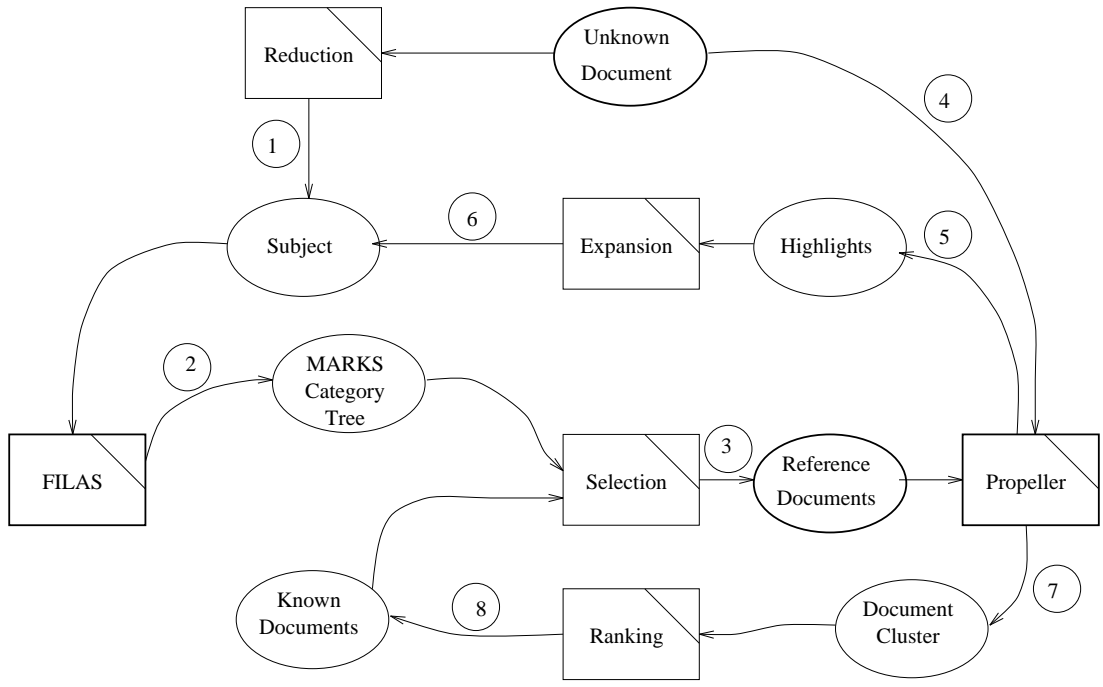 Unknown
Document
Reduction
4
1
6
5
Subject
Expansion
Highlights
2
MARKS
Category
Tree
3
FILAS
Selection
Reference
Documents
Propeller
Known
Documents
8
Ranking
Document
Cluster
7